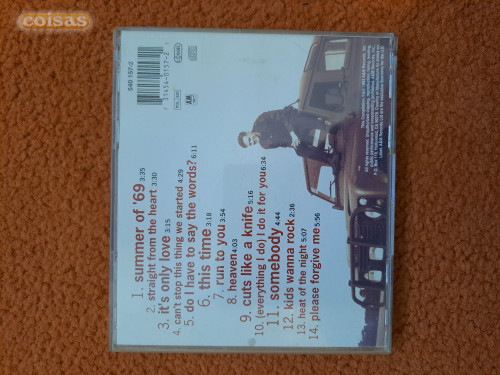 coisas
1. summer of '69 3:35
2. straight from the heart 3:30
3. it's only love 3:15
4. can't stop this thing we started 4:29
5. do I have to say the words? 6:11
6. this time 3:18
7. run to you 3:54
8. heaven 4:03
9. cuts like a knife 5:16
10. (everything I do) I do it for you 6:34
11. somebody 4:44
12. kids wanna rock 2:36
13. heat of the night 5:07
14. please forgive me 5:56
540 157-2
AM